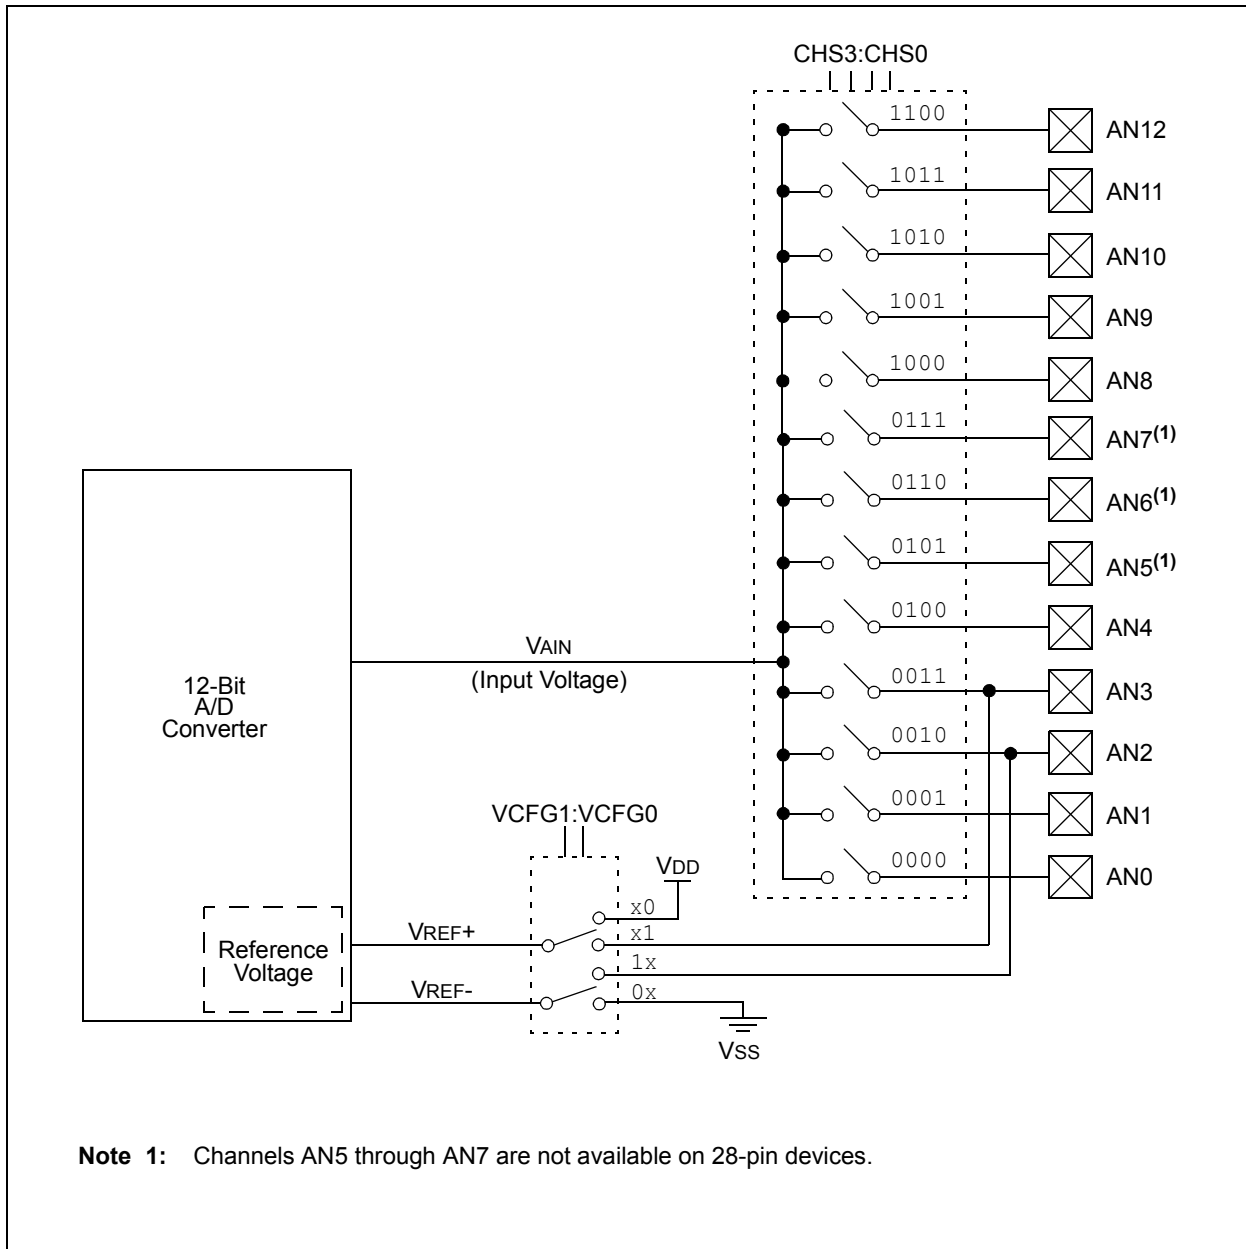 CHS3:CHS0
1100 AN12
1011 AN11
1010 AN10
1001 AN9
1000 AN8
0111 AN7(1)
0110 AN6(1)
0101 AN5(1)
0100 AN4
VAIN
(Input Voltage)
0011 AN3
12-Bit
A/D
Converter
0010 AN2
0001 AN1
VCFG1:VCFG0
0000 AN0
VDD
x0
VREF+ x1
Reference
Voltage
1x
VREF- 0x
VSS
Note 1: Channels AN5 through AN7 are not available on 28-pin devices.